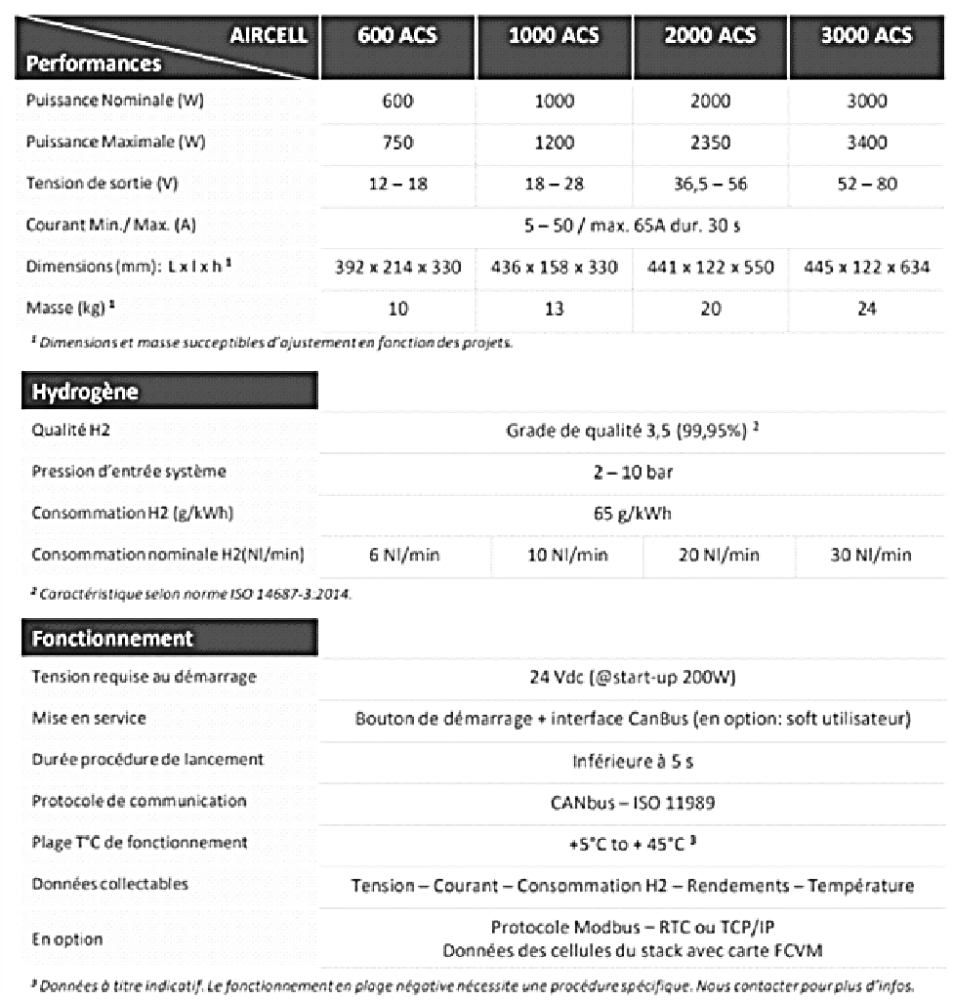 AIRCELL 600 ACS 1000 ACS 2000 ACS 3000 ACS
Performances
Puissance Nominale (W) 600 1000 2000 3000
Puissance Maximale (W) 750 1200 2350 3400
Tension de sortie (V) 12 – 18 18 – 28 36,5 – 56 52 – 80
Courant Min./ Max. (A) 5 – 50 / max. 65A dur. 30 s
Dimensions (mm): L x l x h ¹ 392 x 214 x 330 436 x 158 x 330 441 x 122 x 550 445 x 122 x 634
Masse (kg) ¹ 10 13 20 24
¹ Dimensions et masse succeptibles d'ajustement en fonction des projets.
Hydrogène
Qualité H2 Grade de qualité 3,5 (99,95%) ²
Pression d'entrée système 2 – 10 bar
Consommation H2 (g/kWh) 65 g/kWh
Consommation nominale H2(Nl/min) 6 Nl/min 10 Nl/min 20 Nl/min 30 Nl/min
² Caractéristique selon norme ISO 14687-3:2014.
Fonctionnement
Tension requise au démarrage 24 Vdc (@start-up 200W)
Mise en service Bouton de démarrage + interface CanBus (en option: soft utilisateur)
Durée procédure de lancement Inférieure à 5 s
Protocole de communication CANbus – ISO 11989
Plage T°C de fonctionnement +5°C to + 45°C ³
Données collectables Tension – Courant – Consommation H2 – Rendements – Température
En option Protocole Modbus – RTC ou TCP/IP
Données des cellules du stack avec carte FCVM
³ Données à titre indicatif. Le fonctionnement en plage négative nécessite une procédure spécifique. Nous contacter pour plus d'infos.